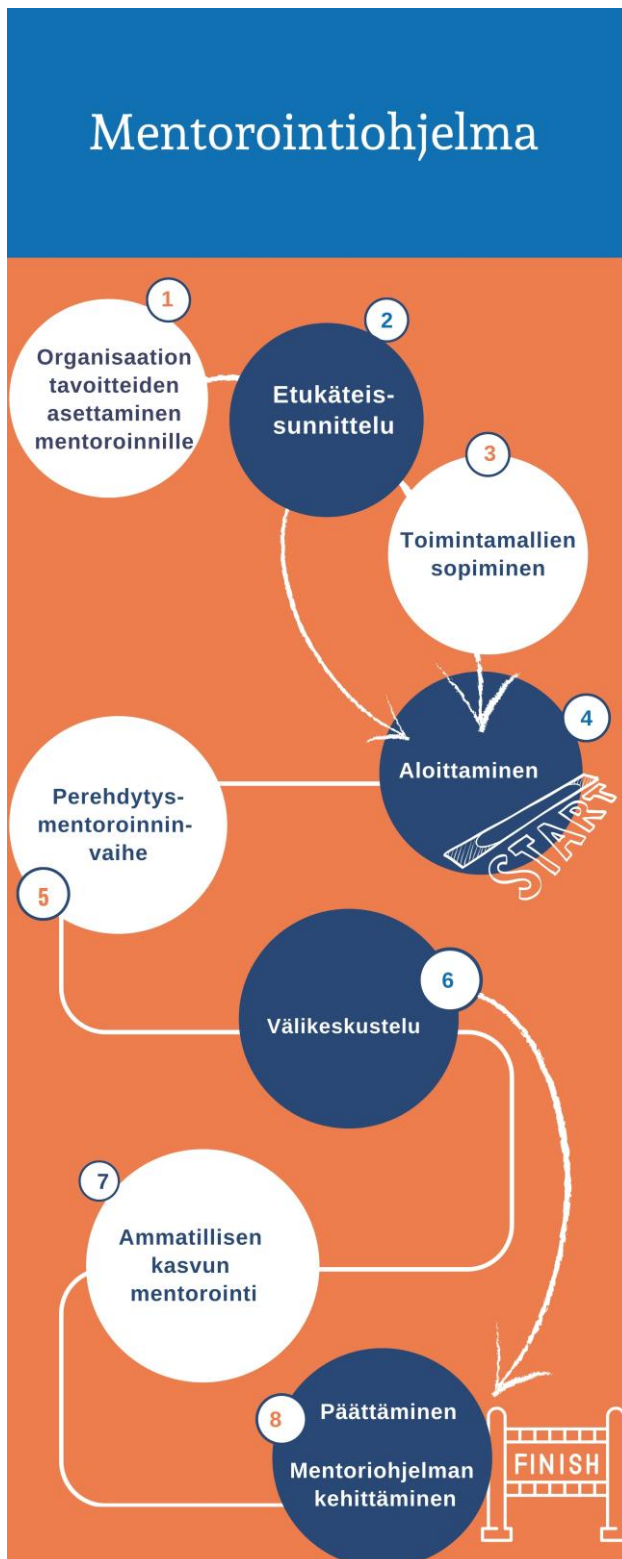 Mentorointiohjelma
1
Organisaation
tavoitteiden
asettaminen
mentoroinnille
2
Etukäteis-
sunnittelu
3
Toimintamallien
sopiminen
4
Aloittaminen
START
Perehdytys-
mentoroinnin-
vaihe
5
6
Välikeskustelu
7
Ammatillisen
kasvun
mentorointi
8
Päättäminen
Mentoriohjelman
kehittäminen
FINISH